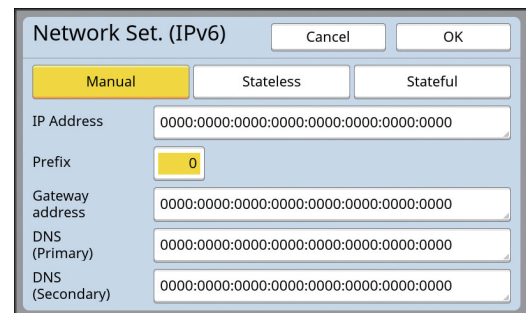 Network Set. (IPv6) Cancel OK
Manual Stateless Stateful
IP Address 0000:0000:0000:0000:0000:0000:0000:0000
Prefix 0
Gateway
address 0000:0000:0000:0000:0000:0000:0000:0000
DNS
(Primary) 0000:0000:0000:0000:0000:0000:0000:0000
DNS
(Secondary) 0000:0000:0000:0000:0000:0000:0000:0000